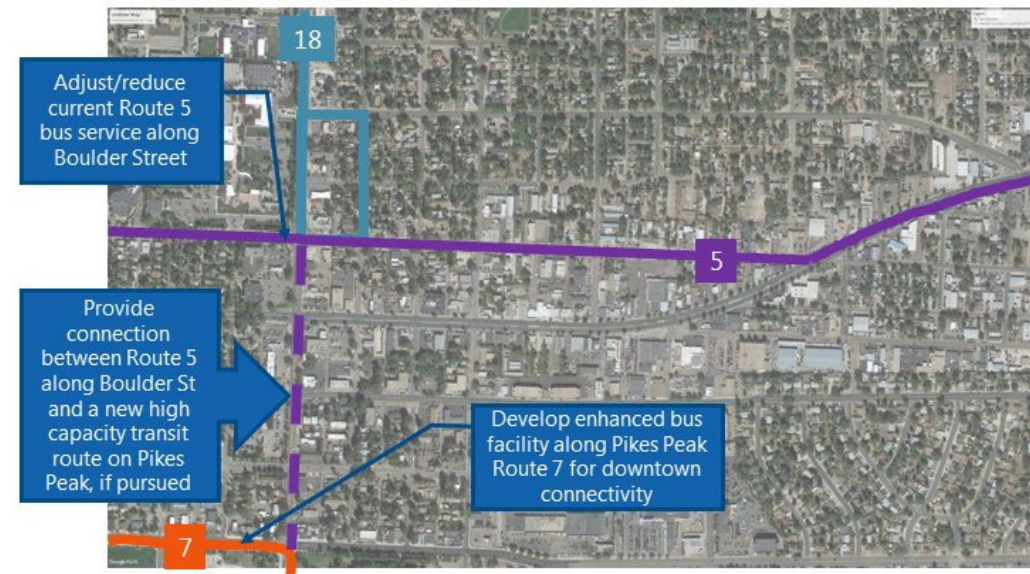 18
Adjust/reduce
current Route 5
bus service along
Boulder Street
5
Provide
connection
between Route 5
along Boulder St
and a new high
capacity transit
route on Pikes
Peak, if pursued
Develop enhanced bus
facility along Pikes Peak
Route 7 for downtown
connectivity
7
Google Earth